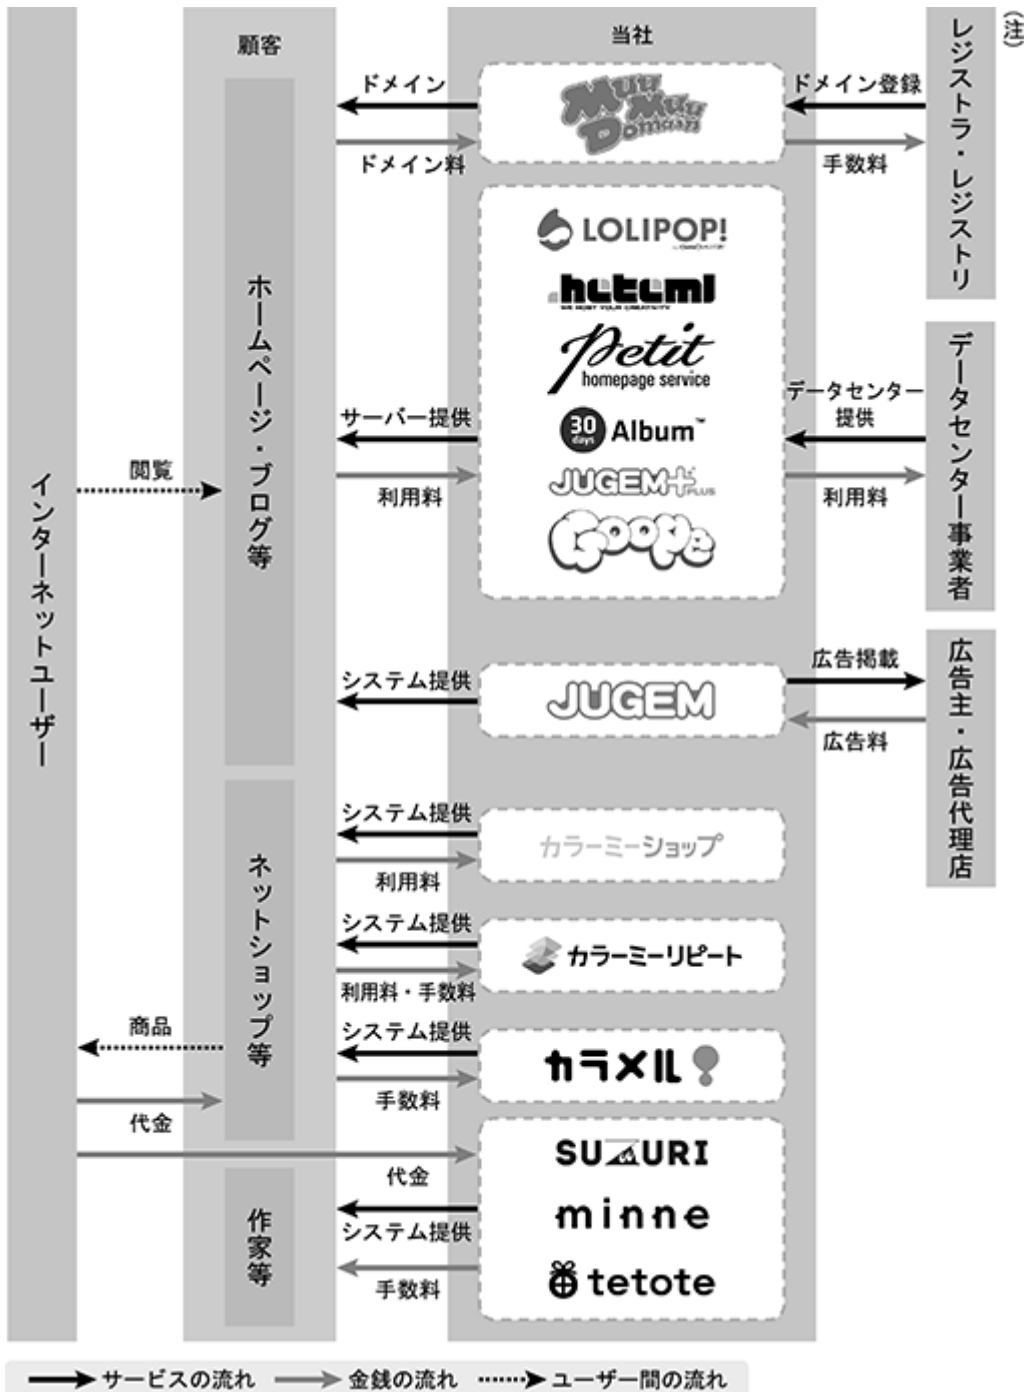 (注)
顧客
当社
レジストラ・レジストリ
ドメイン
MuuMuu
Domain
ドメイン登録
ドメイン料
手数料
LOLIPOP!
heteml
WE HOST YOUR CREATIVITY
Petit
homepage service
データセンター
提供
データセンター事業者
サーバー提供
30
days
Album™
利用料
JUGEM+
PLUS
利用料
Goope
ホームページ・ブログ等
閲覧
インターネットユーザー
システム提供
JUGEM
広告掲載
広告料
広告主・広告代理店
システム提供
カラーミーショップ
利用料
ネットショップ等
システム提供
カラーミーリピート
利用料・手数料
商品
システム提供
カラメル
手数料
代金
代金
SUZURI
minne
tetote
作家等
システム提供
手数料
サービスの流れ
金銭の流れ
ユーザー間の流れ